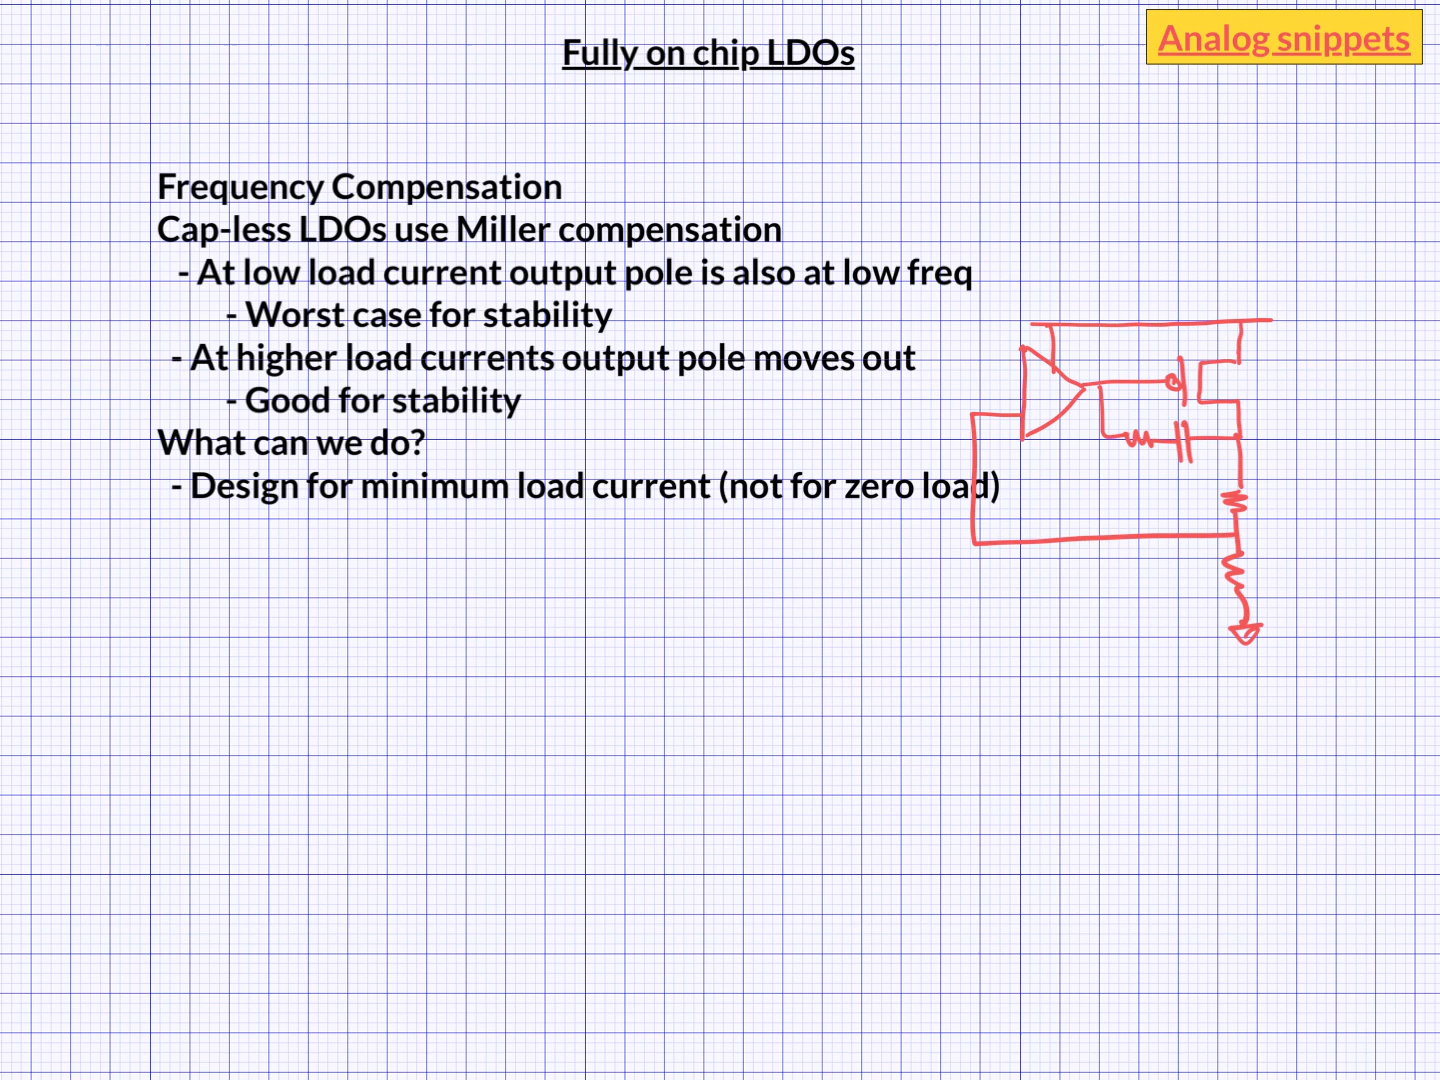 Fully on chip LDOs
Analog snippets
Frequency Compensation
Cap-less LDOs use Miller compensation
- At low load current output pole is also at low freq
- Worst case for stability
- At higher load currents output pole moves out
- Good for stability
What can we do?
- Design for minimum load current (not for zero load)